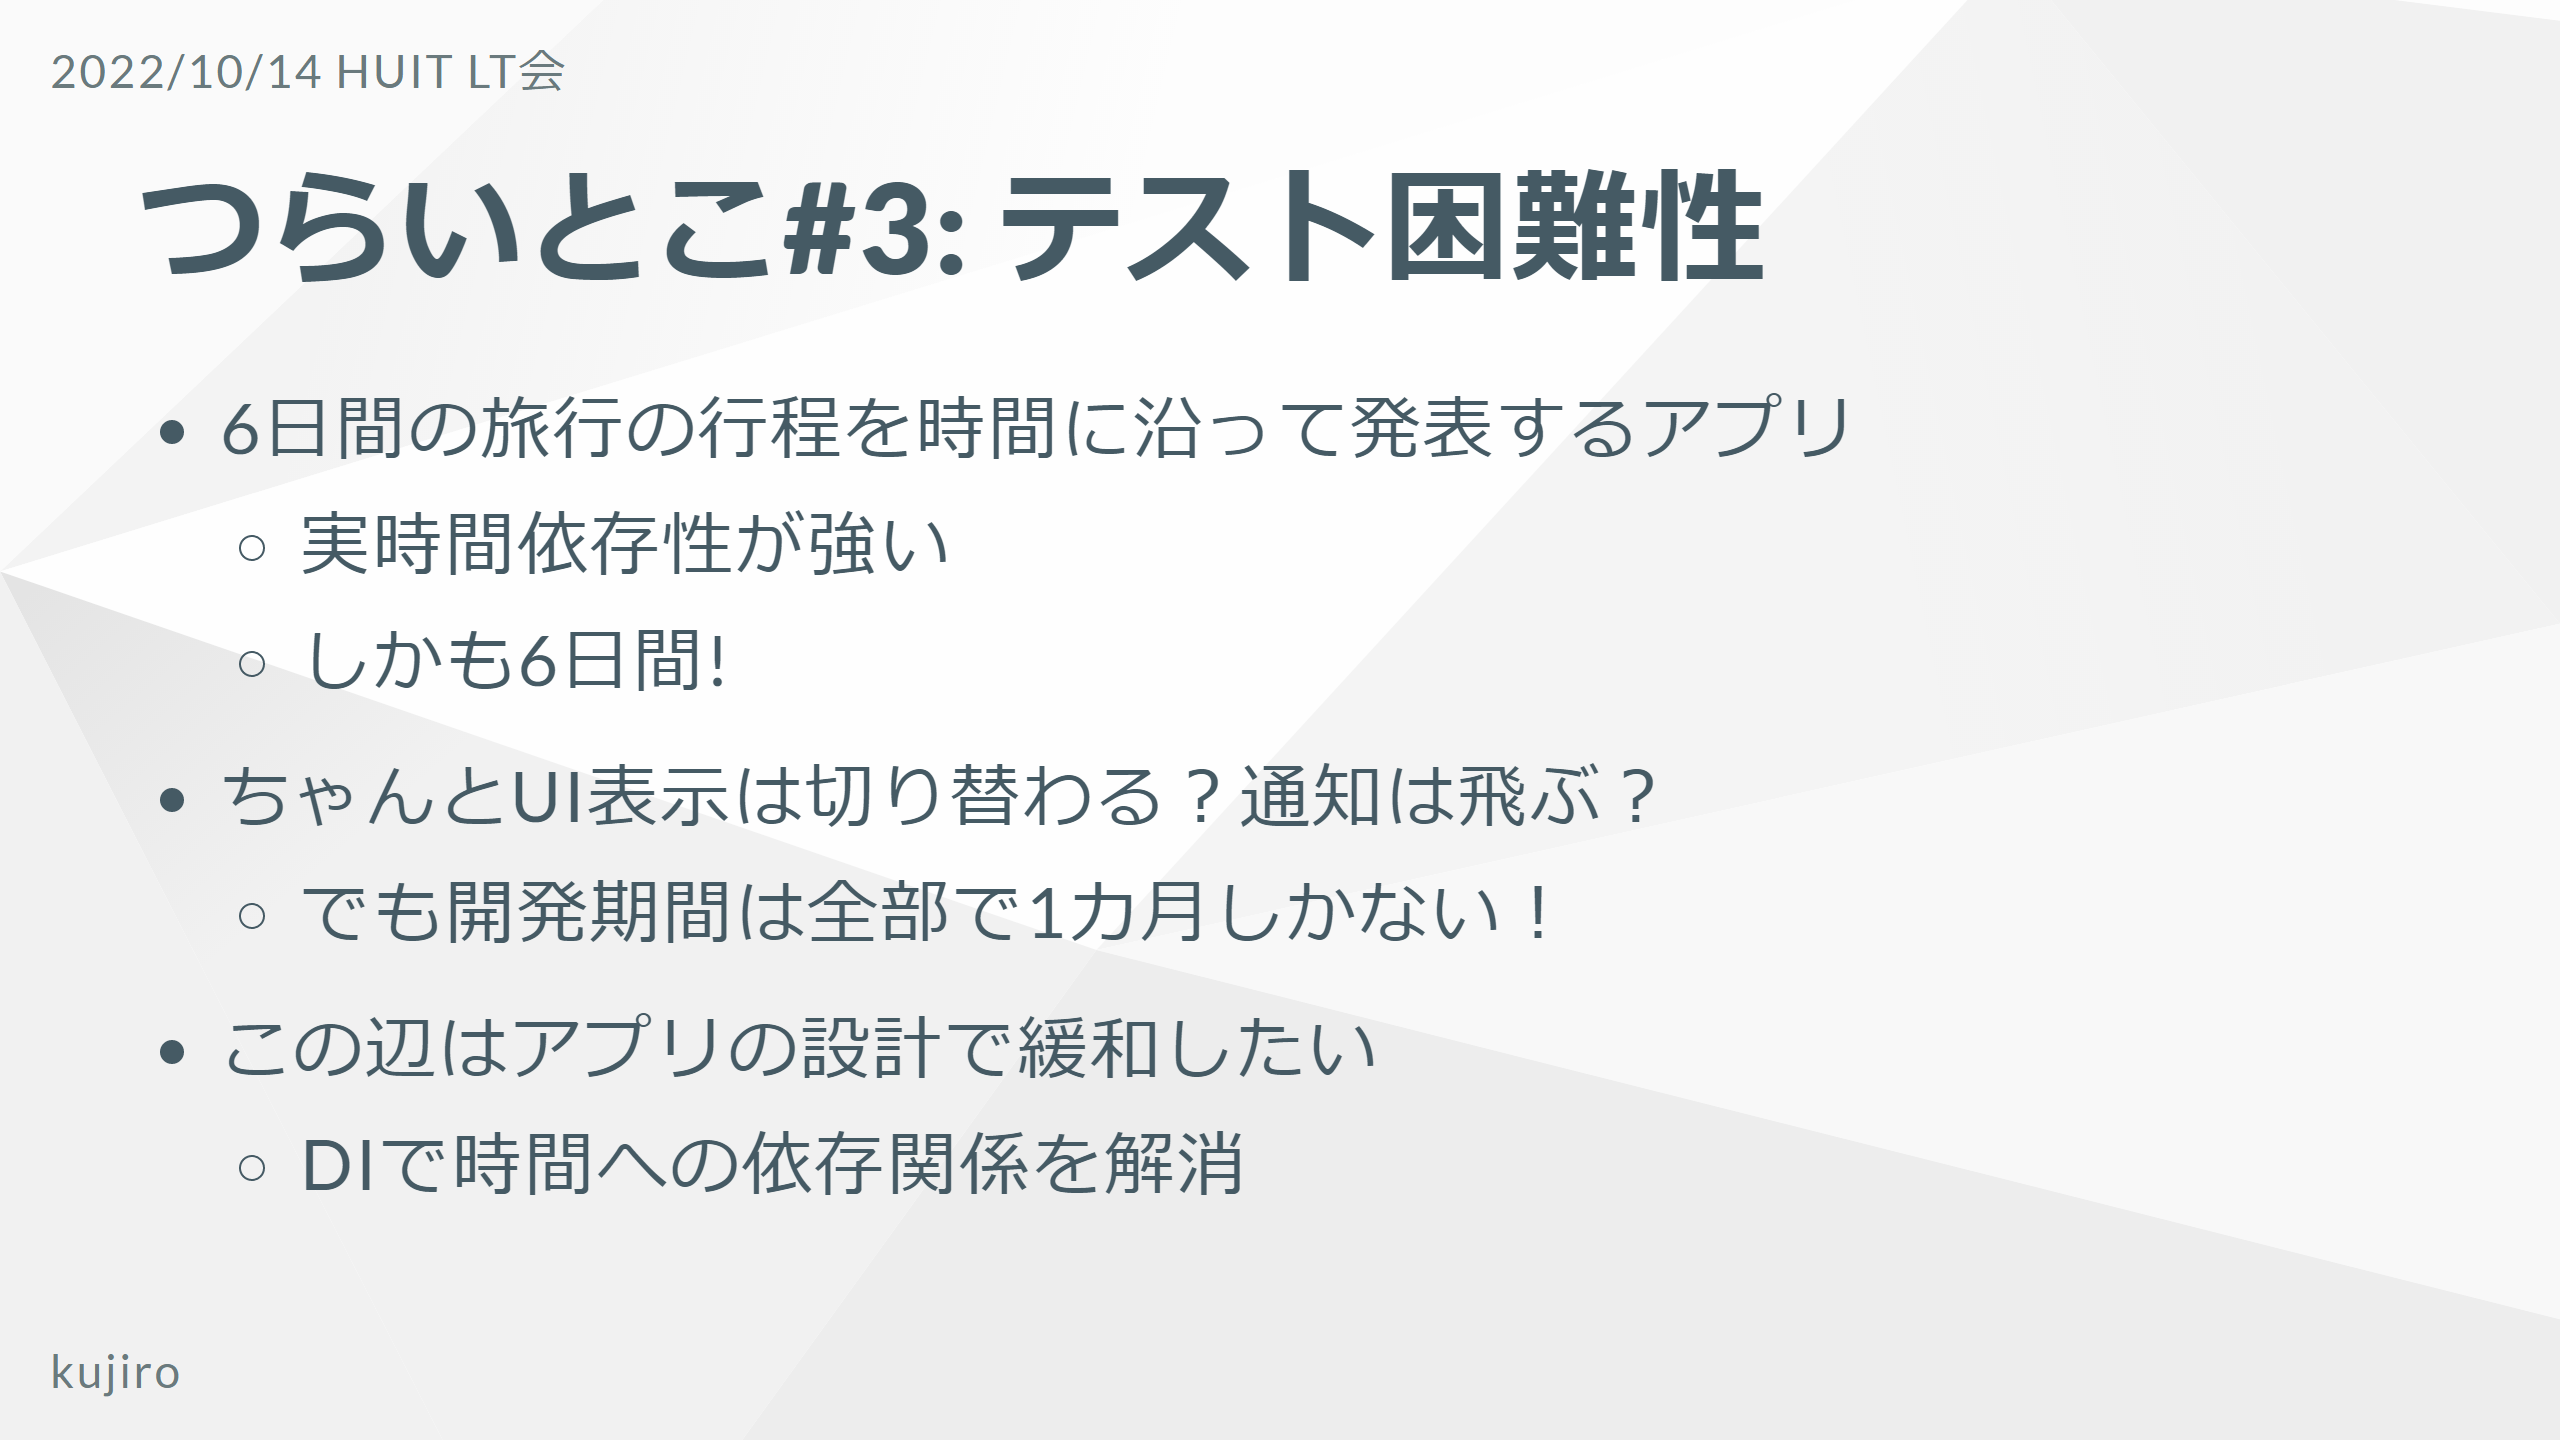 2022/10/14 HUIT LT会
つらいとこ#3: テスト困難性
• 6日間の旅行の行程を時間に沿って発表するアプリ
○ 実時間依存性が強い
○ しかも6日間!
• ちゃんとUI表示は切り替わる？通知は飛ぶ？
○ でも開発期間は全部で1カ月しかない！
• この辺はアプリの設計で緩和したい
○ DIで時間への依存関係を解消
kujiro